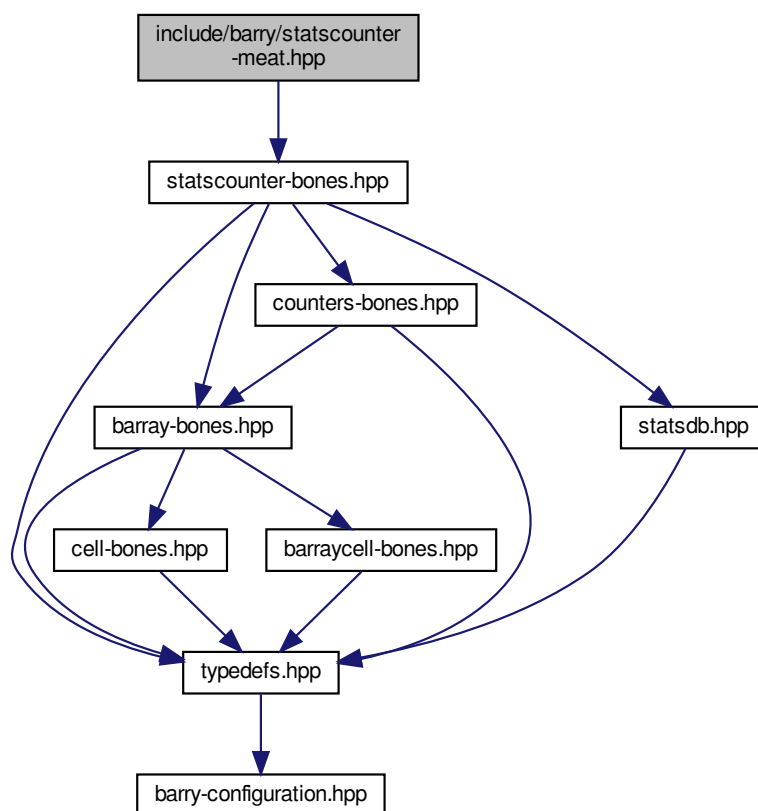 include/barry/statscounter
-meat.hpp
statscounter-bones.hpp
counters-bones.hpp
barray-bones.hpp
statsdb.hpp
cell-bones.hpp
barraycell-bones.hpp
typedefs.hpp
barry-configuration.hpp